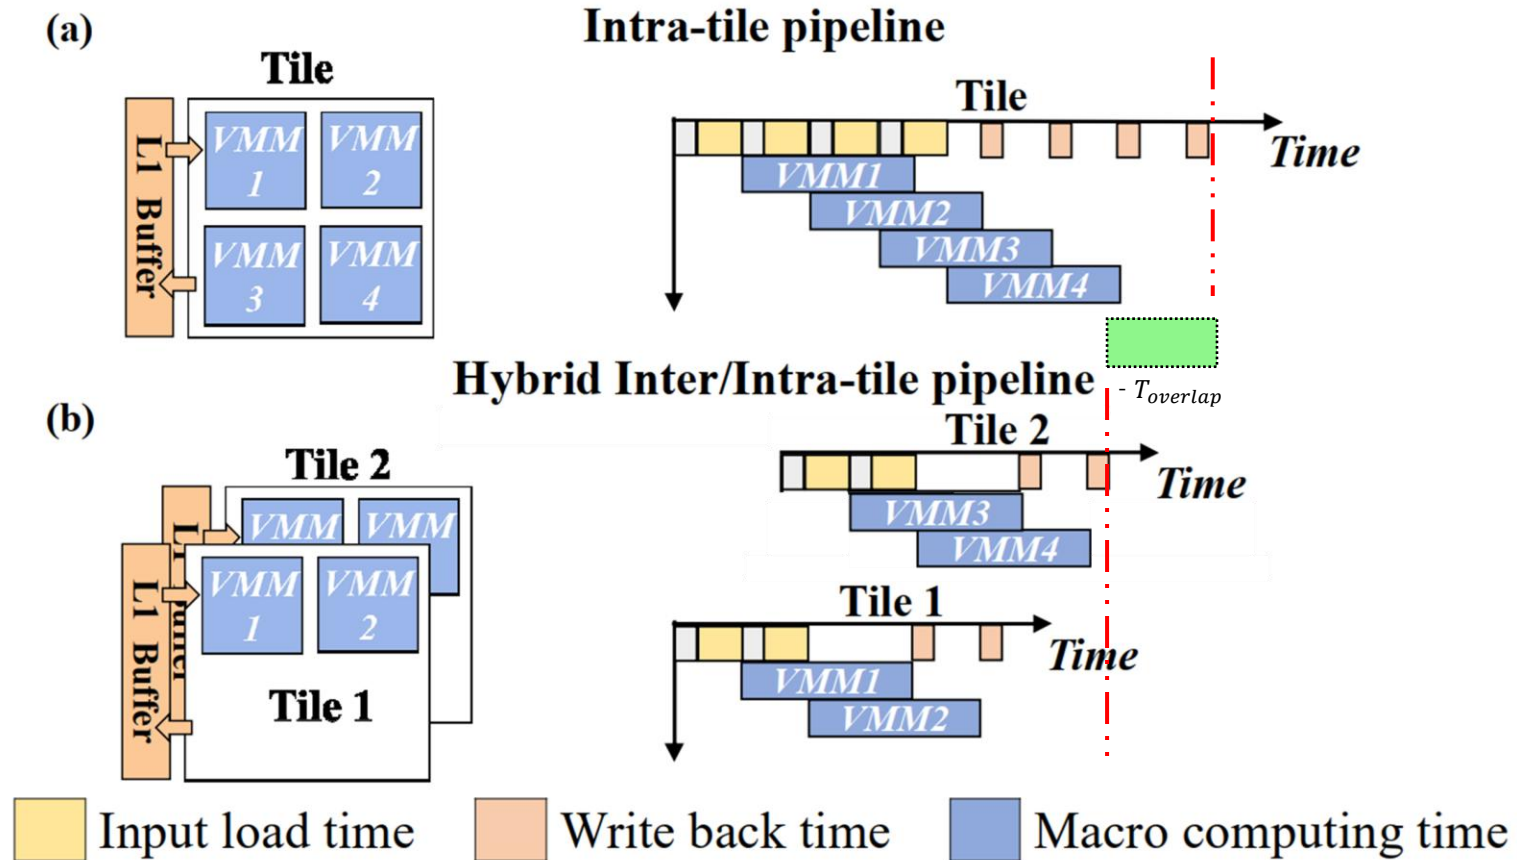 (a)
Intra-tile pipeline
Tile
L1 Buffer
VMM
1
VMM
2
VMM
3
VMM
4
Tile
Time
VMM1
VMM2
VMM3
VMM4
- T_overlap
Hybrid Inter/Intra-tile pipeline
(b)
Tile 2
VMM
VMM
L1 Buffer
VMM
1
VMM
2
Tile 1
Tile 2
Time
VMM3
VMM4
Tile 1
Time
VMM1
VMM2
Input load time
Write back time
Macro computing time